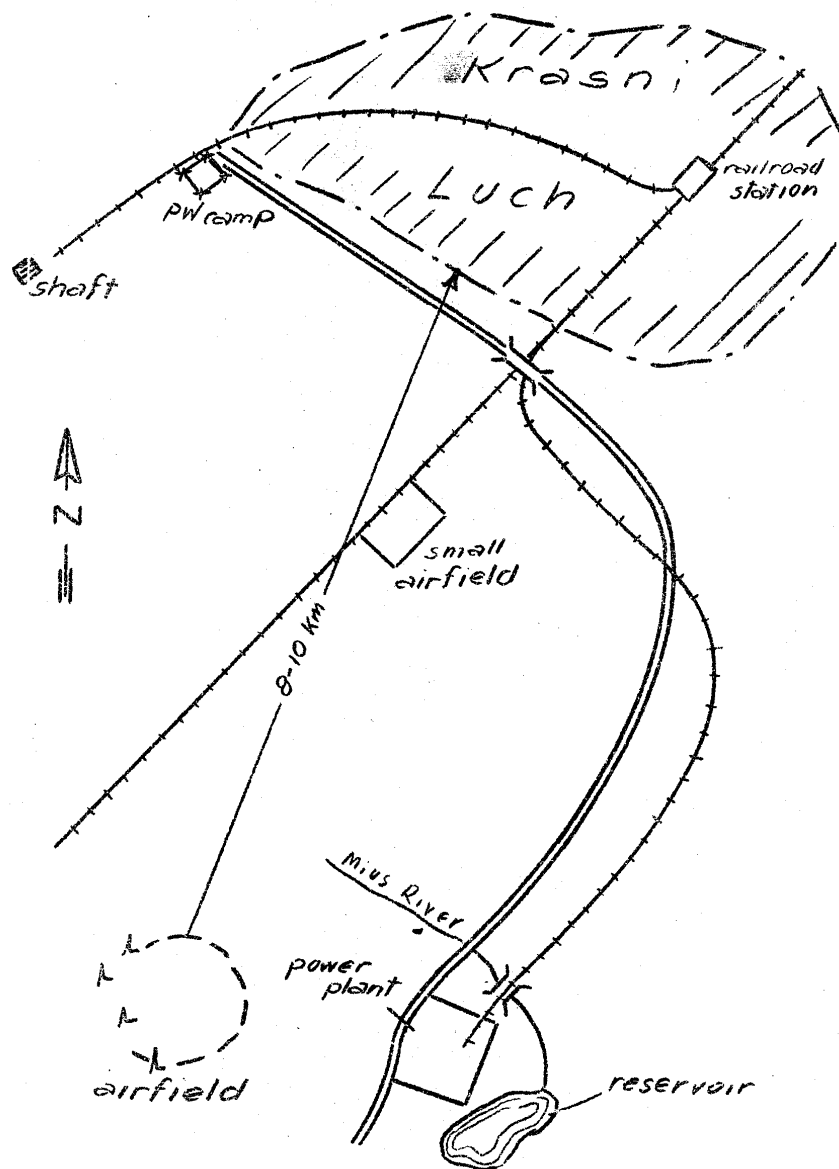 Krasni
railroad
station
Luch
PW camp
shaft
N
small
airfield
8-10 km
Mius River
power
plant
airfield
reservoir